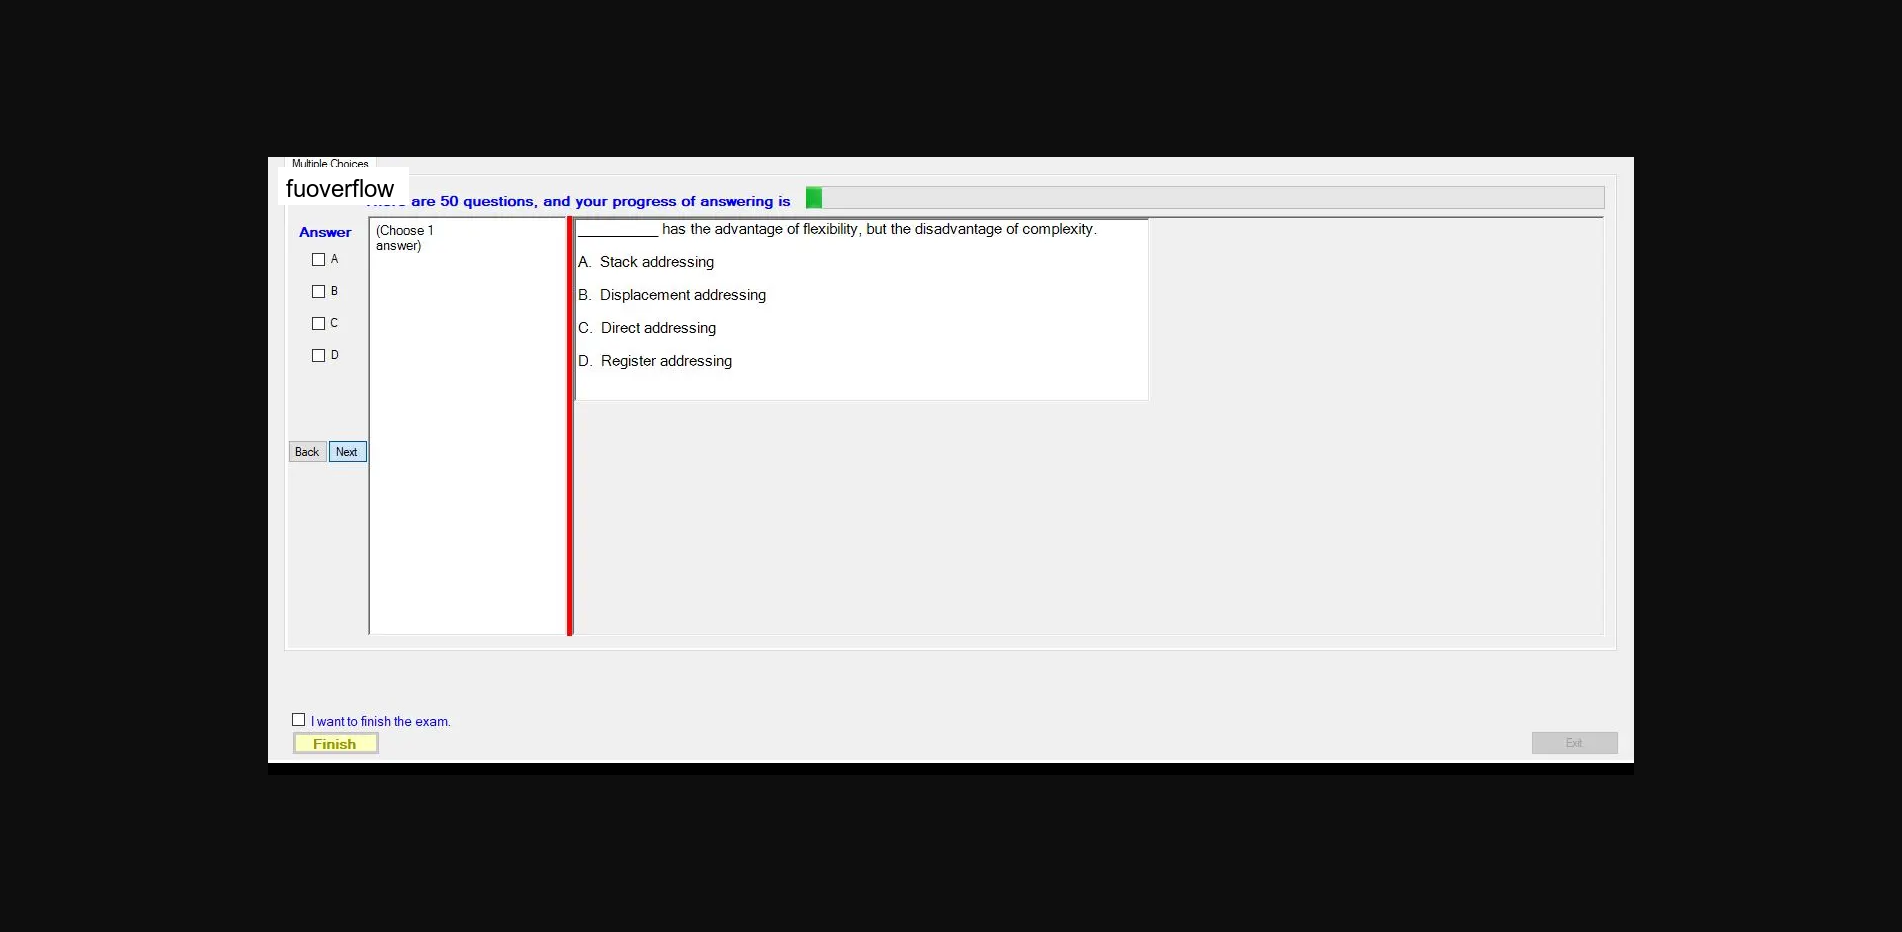 Multiple Choices
fuoverflow
are 50 questions, and your progress of answering is
Answer
(Choose 1
answer)
A
B
C
D
Back Next
__________ has the advantage of flexibility, but the disadvantage of complexity.
A. Stack addressing
B. Displacement addressing
C. Direct addressing
D. Register addressing
I want to finish the exam.
Finish
Exit